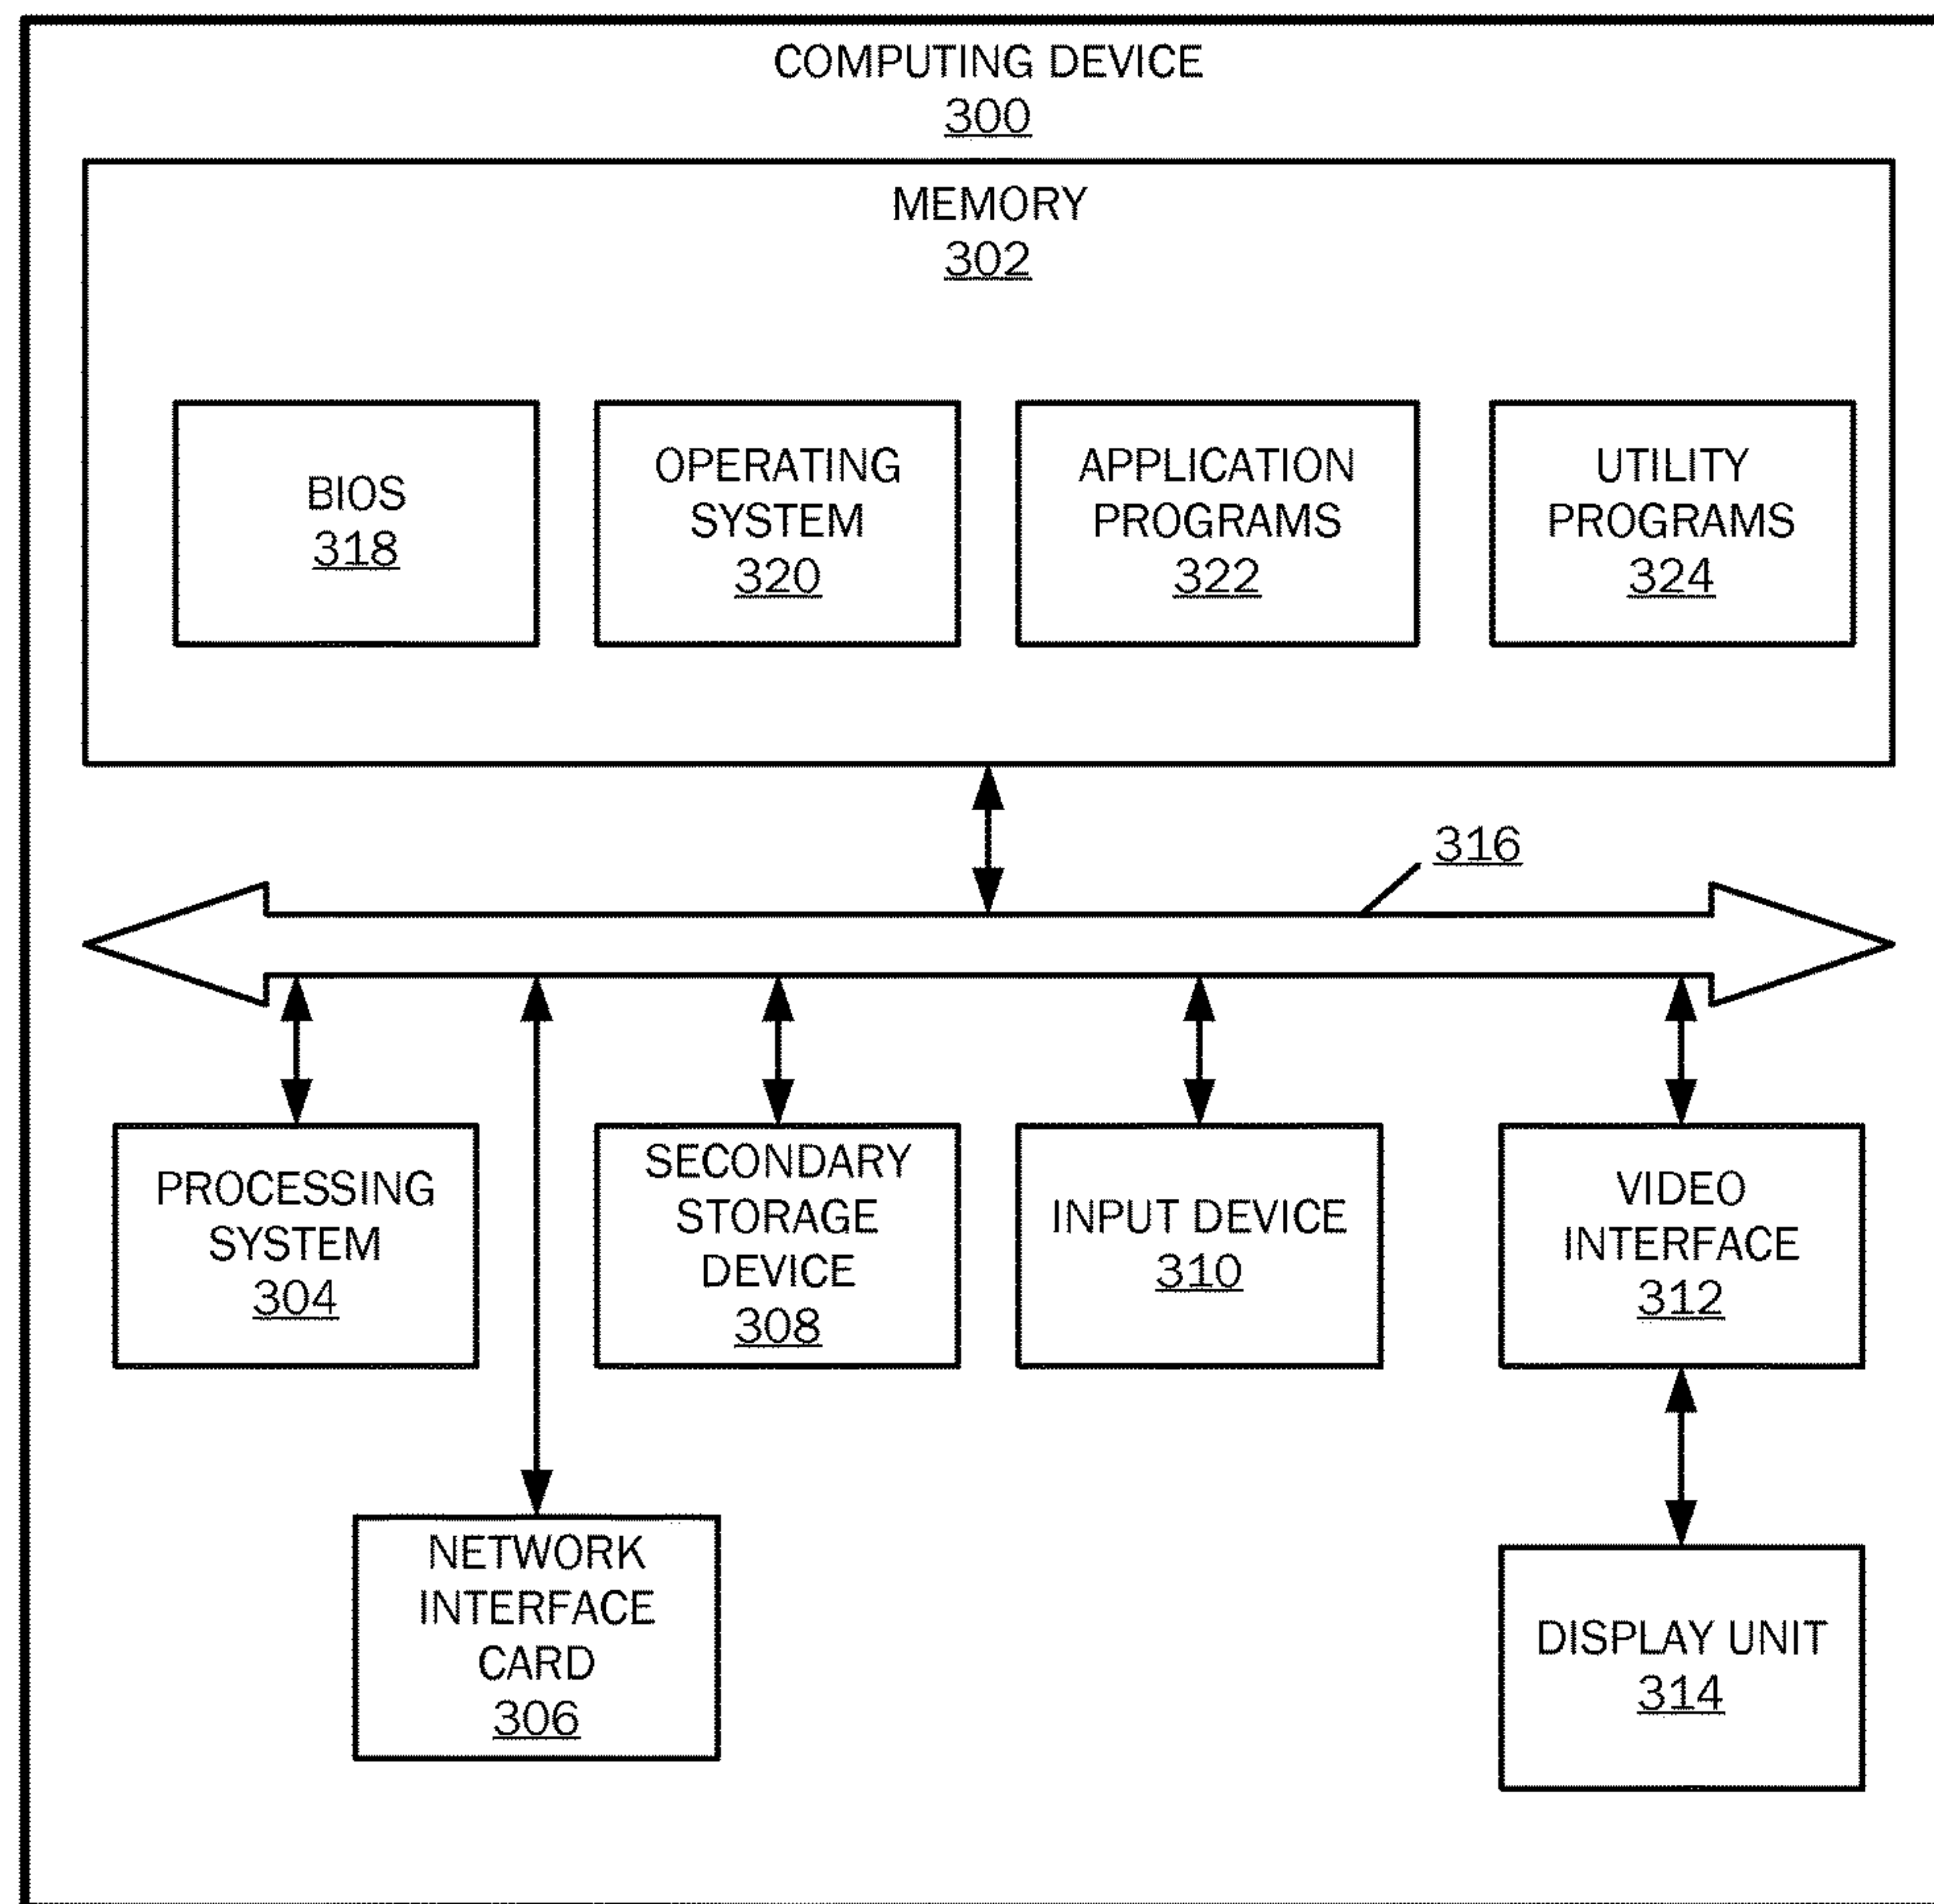 COMPUTING DEVICE
300
MEMORY
302
BIOS
318
OPERATING
SYSTEM
320
APPLICATION
PROGRAMS
322
UTILITY
PROGRAMS
324
316
PROCESSING
SYSTEM
304
SECONDARY
STORAGE
DEVICE
308
INPUT DEVICE
310
VIDEO
INTERFACE
312
NETWORK
INTERFACE
CARD
306
DISPLAY UNIT
314